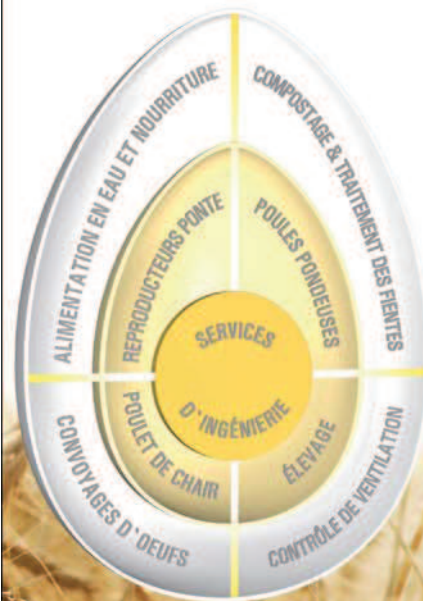 ALIMENTATION EN EAU ET NOURRITURE
COMPOSTAGE & TRAITEMENT DES FIENTES
REPRODUCTEURS PONTE
POULES PONDEUSES
SERVICES
D'INGÉNIERIE
POULET DE CHAIR
ÉLEVAGE
CONVOYAGES D'OEUFS
CONTRÔLE DE VENTILATION